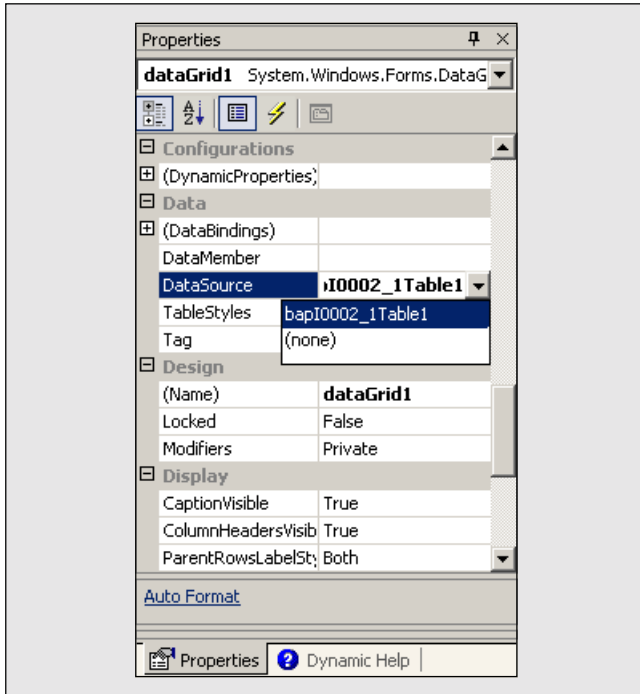 Properties
dataGrid1 System.Windows.Forms.DataG
Configurations
(DynamicProperties)
Data
(DataBindings)
DataMember
DataSource I0002_1Table1
TableStyles bapI0002_1Table1
Tag (none)
Design
(Name) dataGrid1
Locked False
Modifiers Private
Display
CaptionVisible True
ColumnHeadersVisib True
ParentRowsLabelSt Both
Auto Format
Properties Dynamic Help